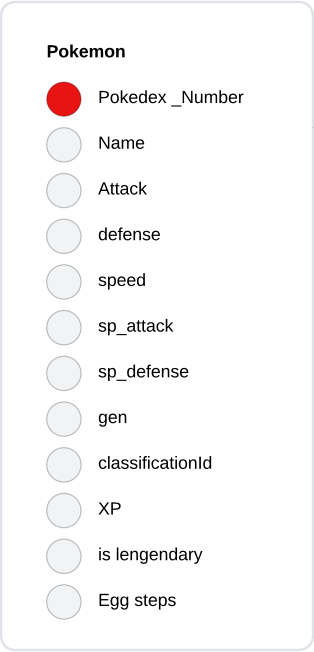 Pokemon
Pokedex _Number
Name
Attack
defense
speed
sp_attack
sp_defense
gen
classificationId
XP
is lengendary
Egg steps